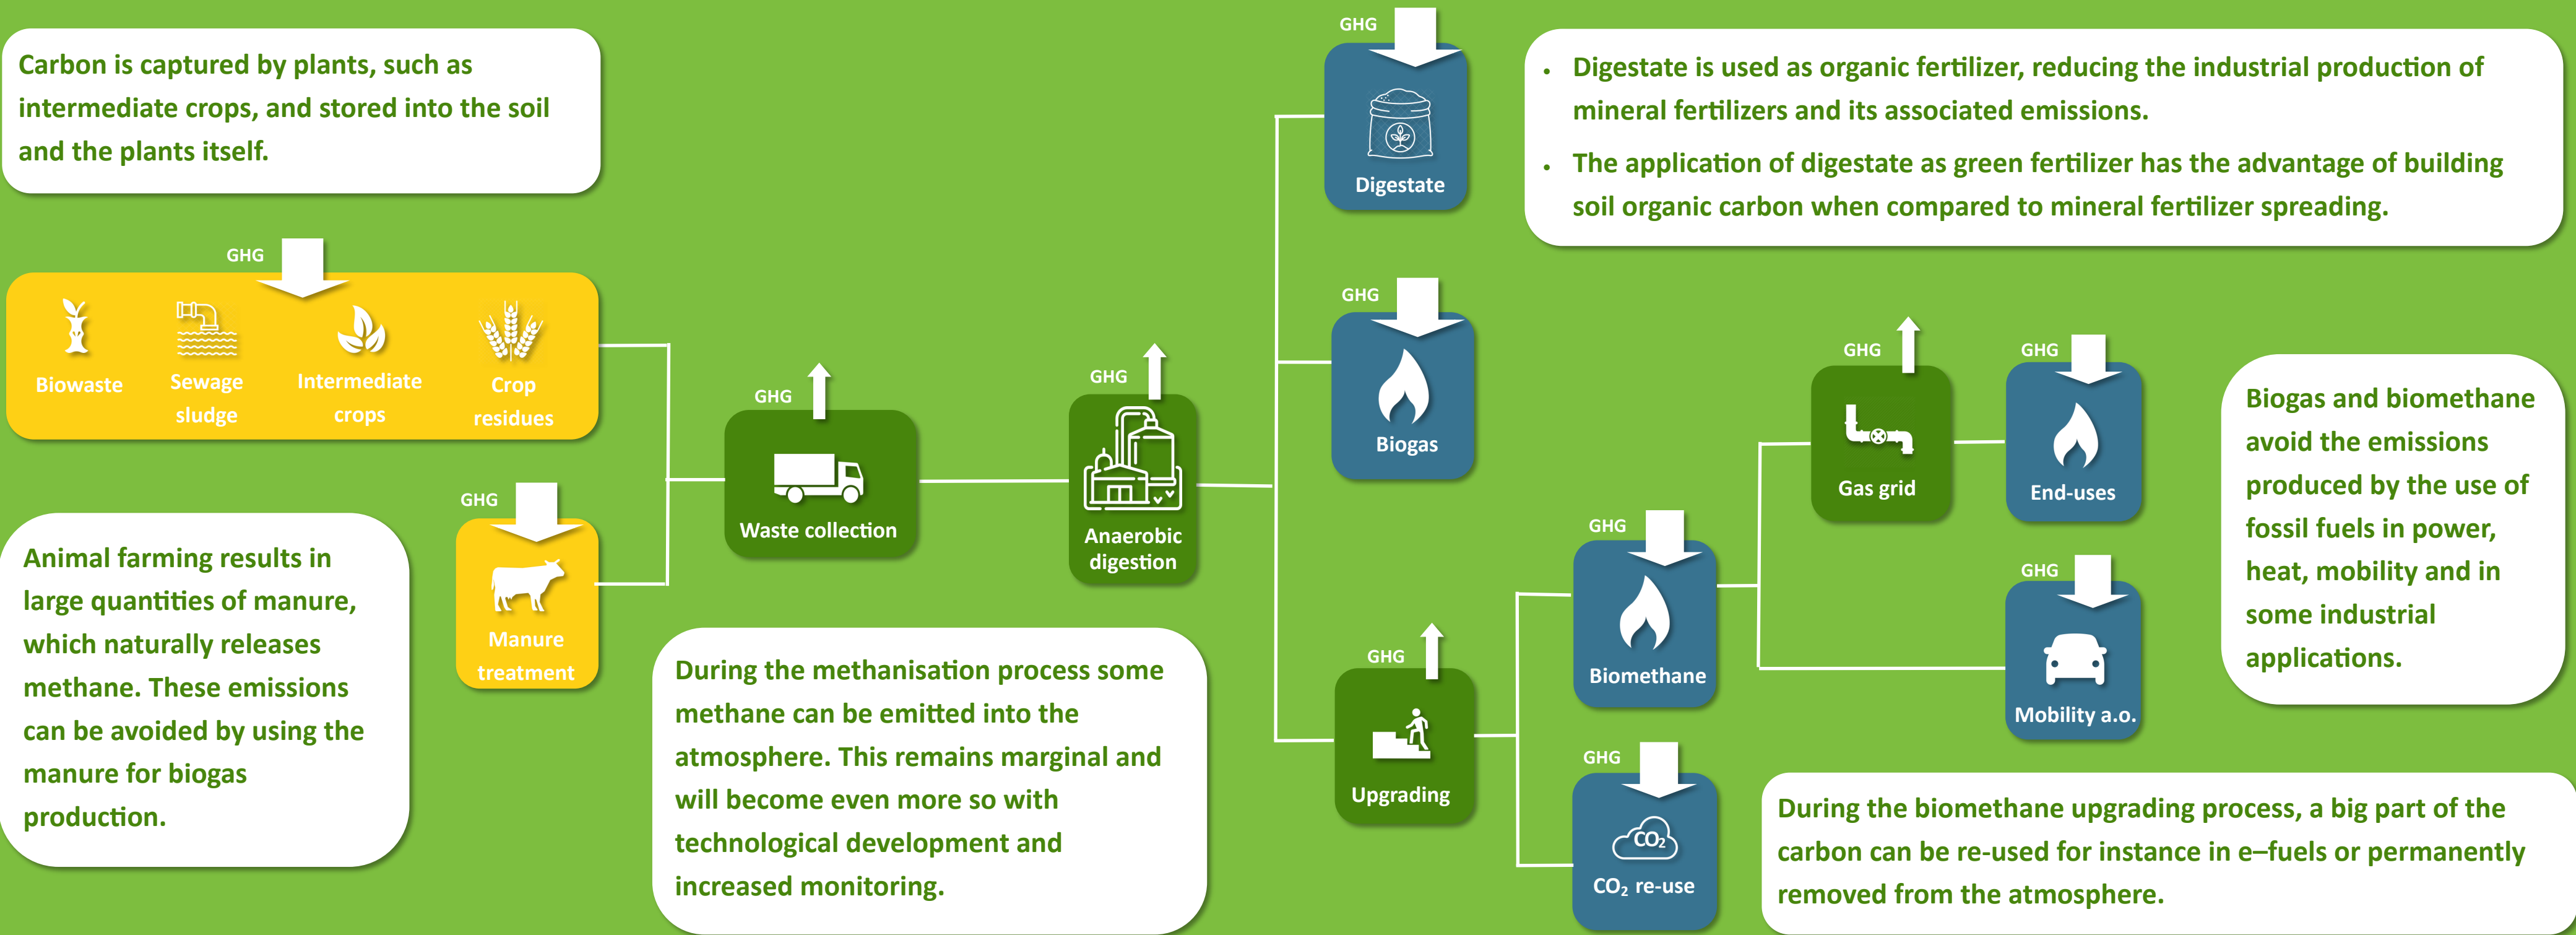 Carbon is captured by plants, such as
intermediate crops, and stored into the soil
and the plants itself.
GHG
Biowaste
Sewage
sludge
Intermediate
crops
Crop
residues
Animal farming results in
large quantities of manure,
which naturally releases
methane. These emissions
can be avoided by using the
manure for biogas
production.
GHG
Manure
treatment
GHG
Waste collection
GHG
Anaerobic
digestion
During the methanisation process some
methane can be emitted into the
atmosphere. This remains marginal and
will become even more so with
technological development and
increased monitoring.
GHG
Digestate
• Digestate is used as organic fertilizer, reducing the industrial production of
mineral fertilizers and its associated emissions.
• The application of digestate as green fertilizer has the advantage of building
soil organic carbon when compared to mineral fertilizer spreading.
GHG
Biogas
GHG
Upgrading
GHG
Biomethane
GHG
CO₂
CO₂ re-use
GHG
Gas grid
GHG
End-uses
GHG
Mobility a.o.
Biogas and biomethane
avoid the emissions
produced by the use of
fossil fuels in power,
heat, mobility and in
some industrial
applications.
During the biomethane upgrading process, a big part of the
carbon can be re-used for instance in e–fuels or permanently
removed from the atmosphere.